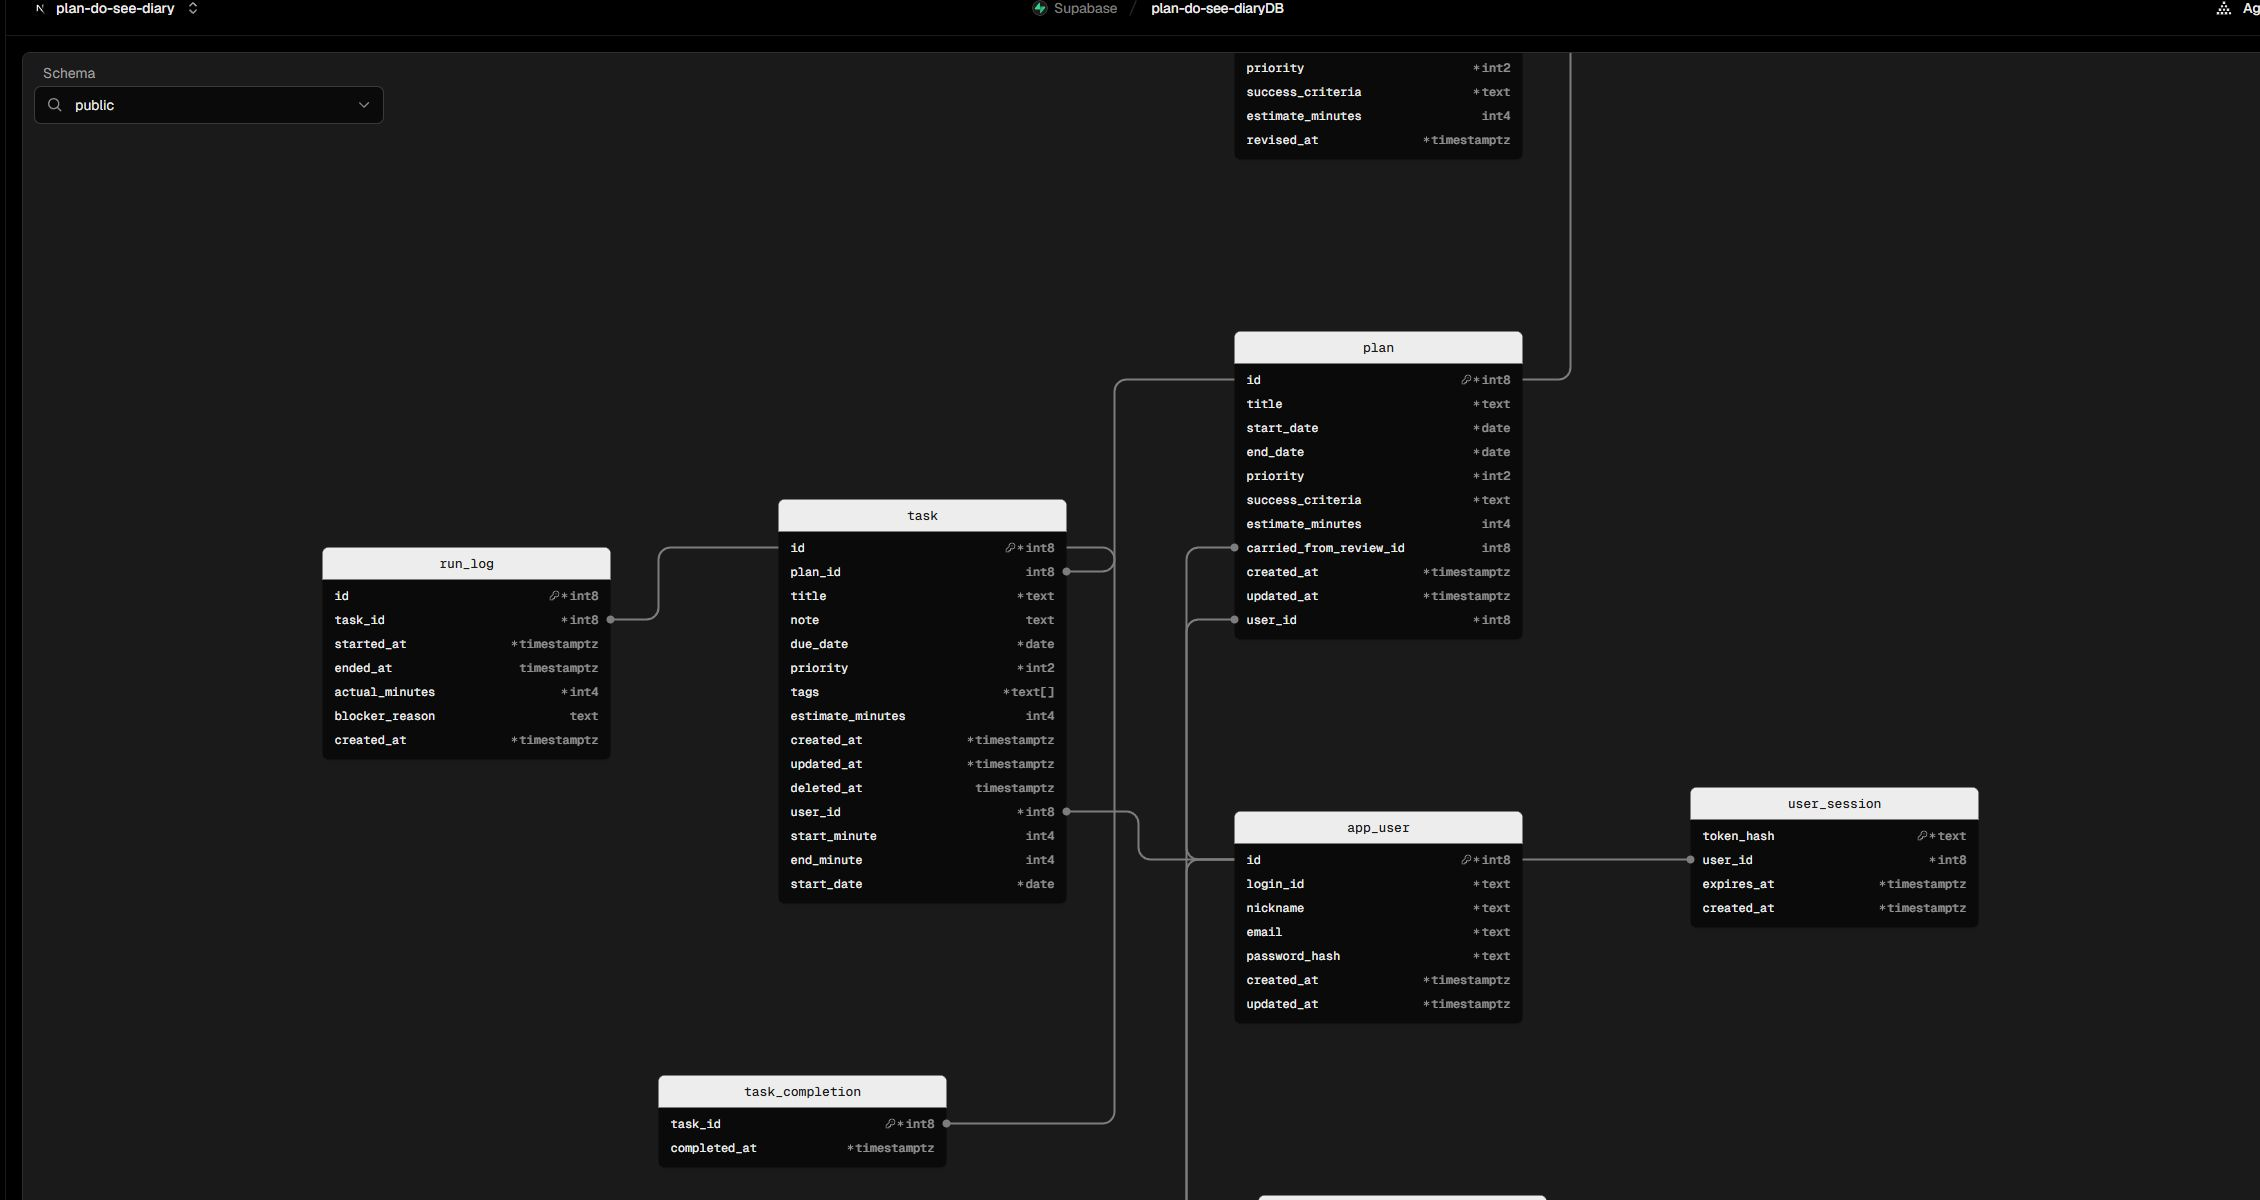 plan-do-see-diary
Supabase / plan-do-see-diaryDB
Ag
Schema
public
priority *int2
success_criteria *text
estimate_minutes int4
revised_at *timestamptz
plan
id *int8
title *text
start_date *date
end_date *date
priority *int2
success_criteria *text
estimate_minutes int4
carried_from_review_id int8
created_at *timestamptz
updated_at *timestamptz
user_id *int8
task
id *int8
plan_id int8
title *text
note text
due_date *date
priority *int2
tags *text[]
estimate_minutes int4
created_at *timestamptz
updated_at *timestamptz
deleted_at timestamptz
user_id *int8
start_minute int4
end_minute int4
start_date *date
run_log
id *int8
task_id *int8
started_at *timestamptz
ended_at timestamptz
actual_minutes *int4
blocker_reason text
created_at *timestamptz
app_user
id *int8
login_id *text
nickname *text
email *text
password_hash *text
created_at *timestamptz
updated_at *timestamptz
user_session
token_hash *text
user_id *int8
expires_at *timestamptz
created_at *timestamptz
task_completion
task_id *int8
completed_at *timestamptz